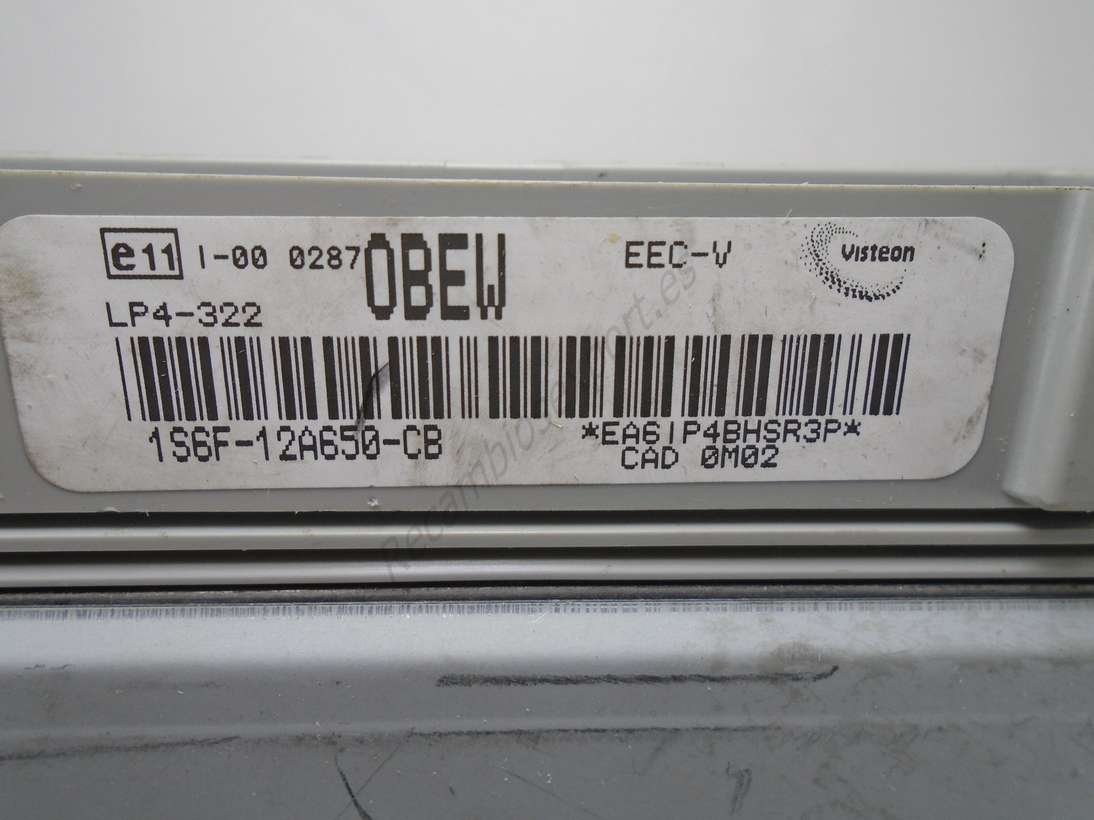 e11 I-00 0287 0BEW EEC-V Visteon
LP4-322
1S6F-12A650-CB *EA6IP4BHSR3P*
CAD 0M02